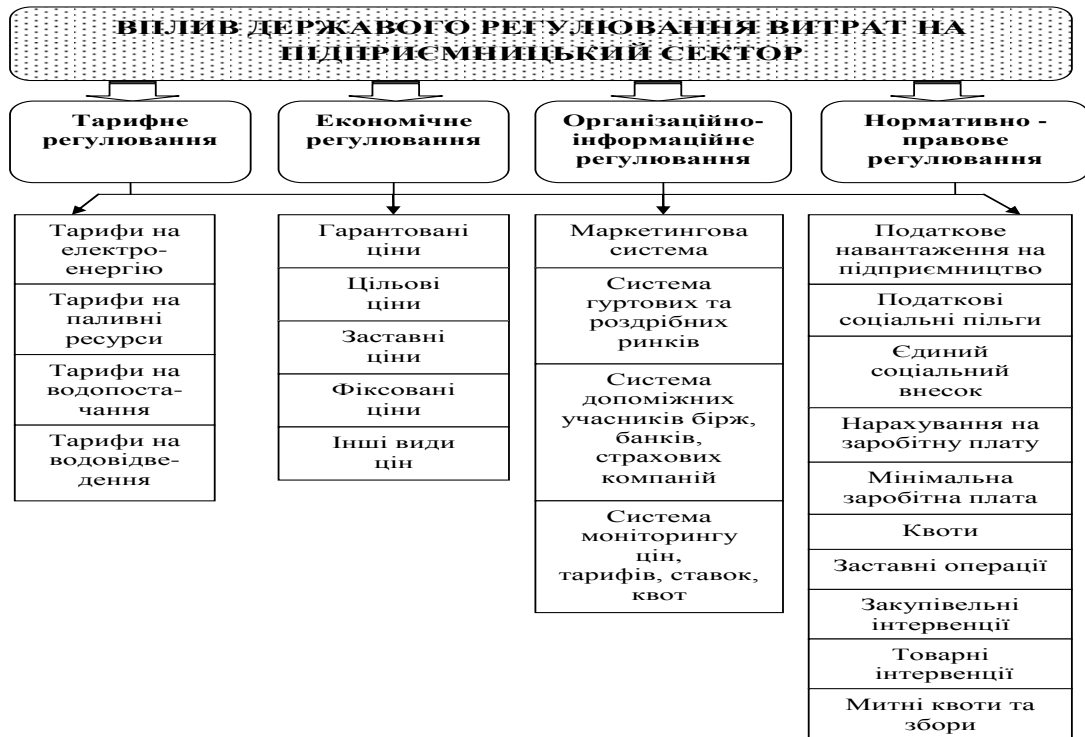 ВПЛИВ ДЕРЖАВОГО РЕГУЛЮВАННЯ ВИТРАТ НА
ПІДПРИЄМНИЦЬКИЙ СЕКТОР
Тарифне
регулювання
Економічне
регулювання
Організаційно-
інформаційне
регулювання
Нормативно -
правове
регулювання
Тарифи на
електро-
енергію
Тарифи на
паливні
ресурси
Тарифи на
водопоста-
чання
Тарифи на
водовідве-
дення
Гарантовані
ціни
Цільові
ціни
Заставні
ціни
Фіксовані
ціни
Інші види
цін
Маркетингова
система
Система
гуртових та
роздрібних
ринків
Система
допоміжних
учасників бірж,
банків,
страхових
компаній
Система
моніторингу
цін,
тарифів, ставок,
квот
Податкове
навантаження на
підприємництво
Податкові
соціальні пільги
Єдиний
соціальний
внесок
Нарахування на
заробітну плату
Мінімальна
заробітна плата
Квоти
Заставні операції
Закупівельні
інтервенції
Товарні
інтервенції
Митні квоти та
збори